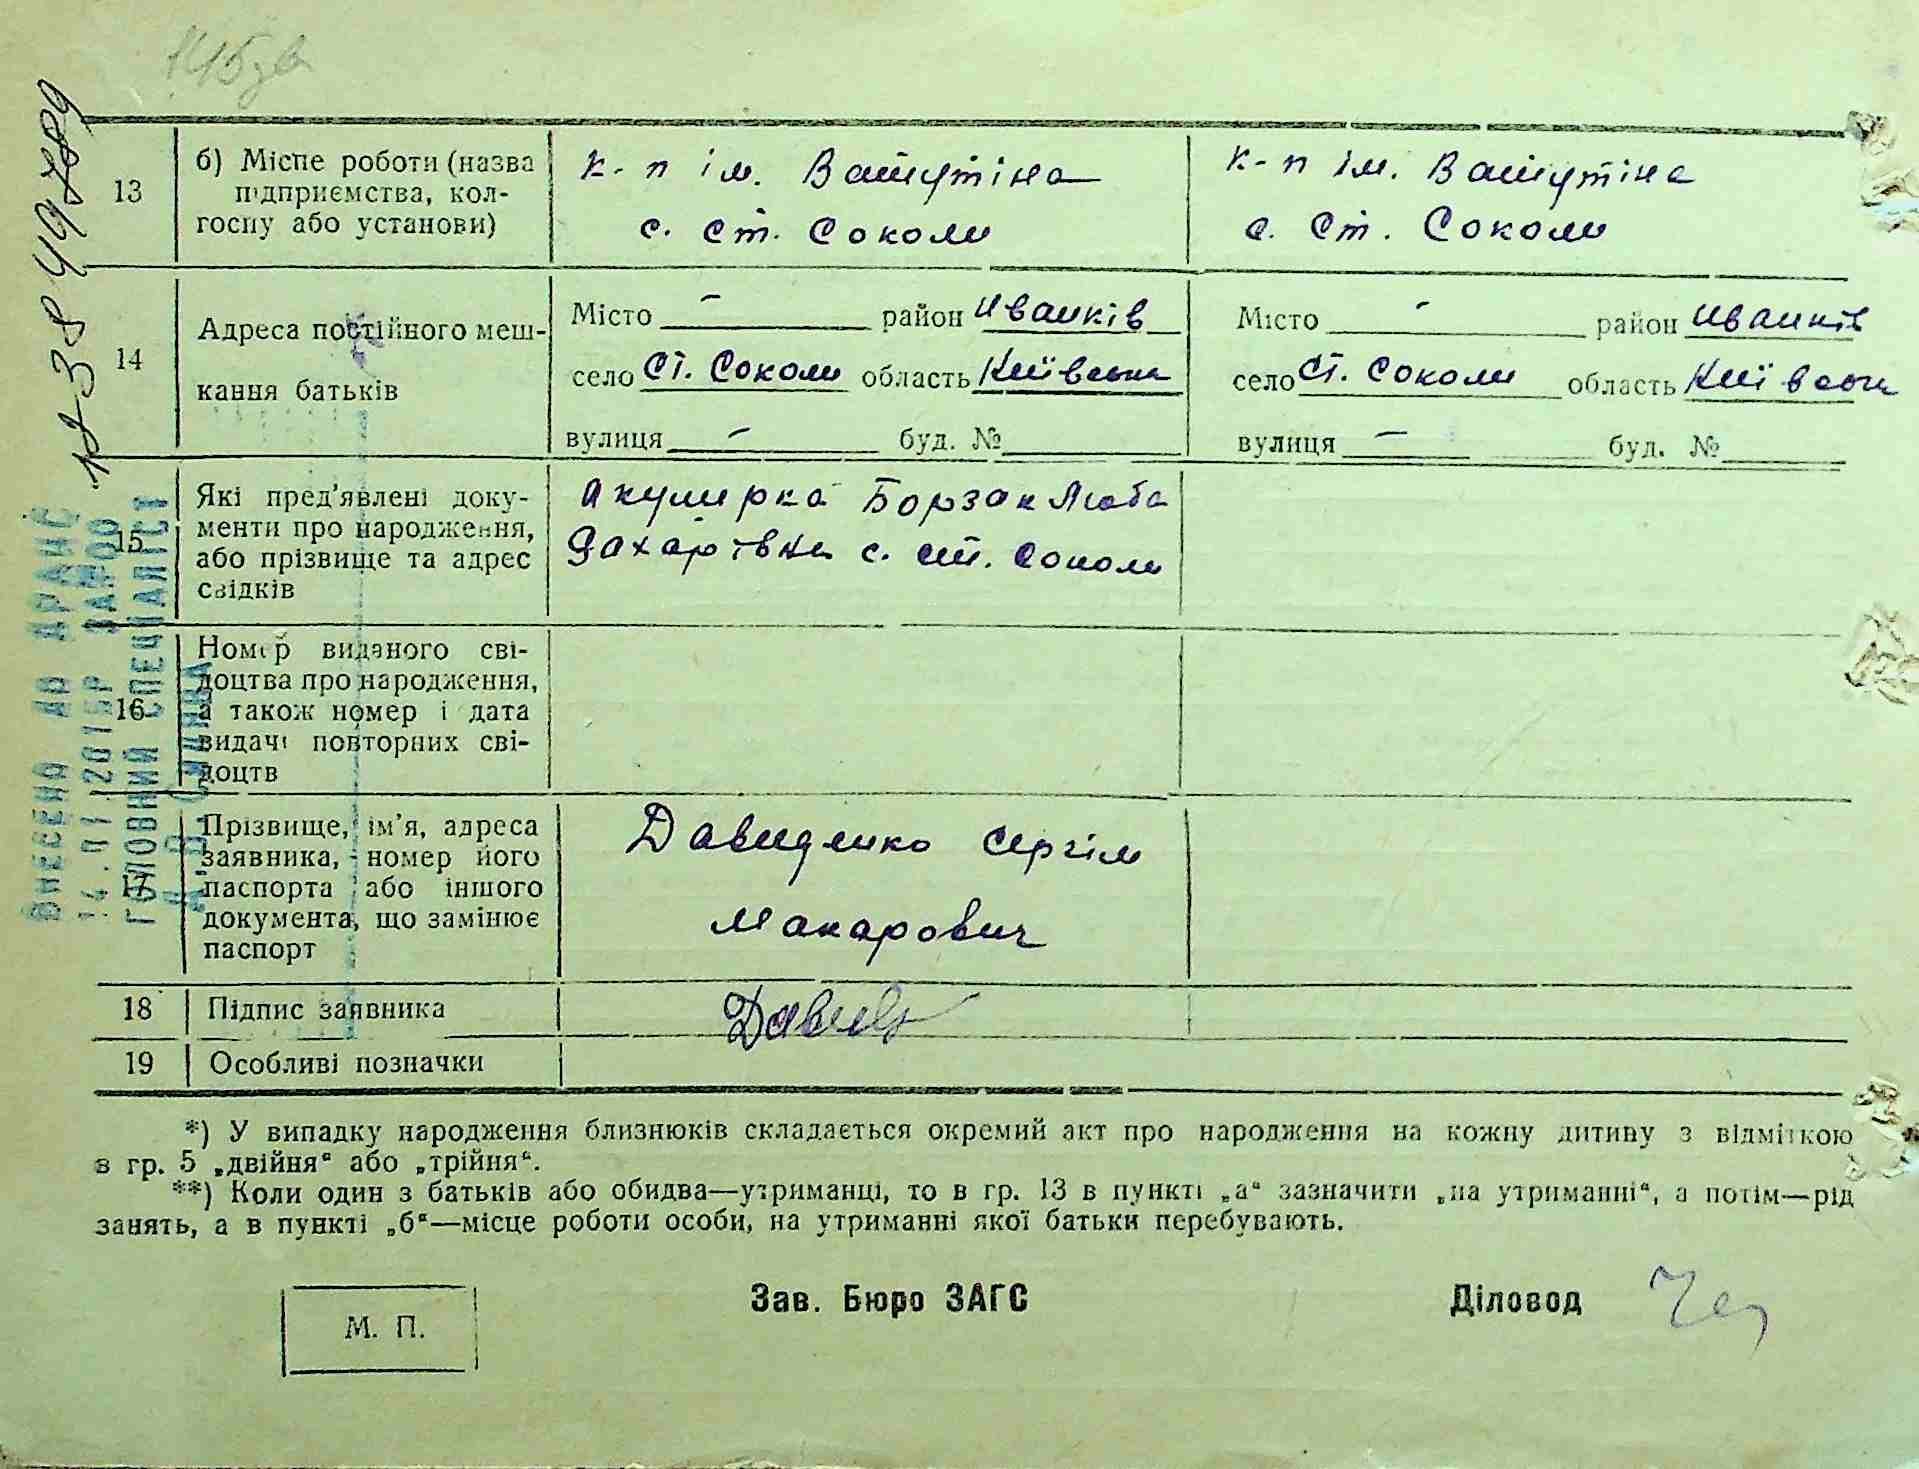 13
б) Місце роботи (назва підприємства, колгоспу або установи)
к-п ім. Ватутіна
с. Ст. Соколи
к-п ім. Ватутіна
с. Ст. Соколи
14
Адреса постійного мешкання батьків
Місто – район Иванків
село Ст. Соколи область Київська
вулиця – буд. №
Місто – район Иванків
село Ст. Соколи область Київська
вулиця – буд. №
15
Які пред'явлені документи про народження, або прізвище та адрес свідків
Акушерка Борзак Люба
Захарівна с. Ст. Соколи
16
Номер виданого свідоцтва про народження, а також номер і дата видачі повторних свідоцтв
17
Прізвище, ім'я, адреса заявника, номер його паспорта або іншого документа, що замінює паспорт
Давиденко Сергій
Макарович
18
Підпис заявника
19
Особливі позначки
*) У випадку народження близнюків складається окремий акт про народження на кожну дитину з відміткою
в гр. 5 „двійня“ або „трійня“.
**) Коли один з батьків або обидва—утриманці, то в гр. 13 в пункті „а“ зазначити „на утриманні“, а потім—рід
занять, а в пункті „б“—місце роботи особи, на утриманні якої батьки перебувають.
М. П.
Зав. Бюро ЗАГС
Діловод
ВНЕСЕНА ДО ДРАЦС
ГОЛОВНИЙ СПЕЦІАЛІСТ